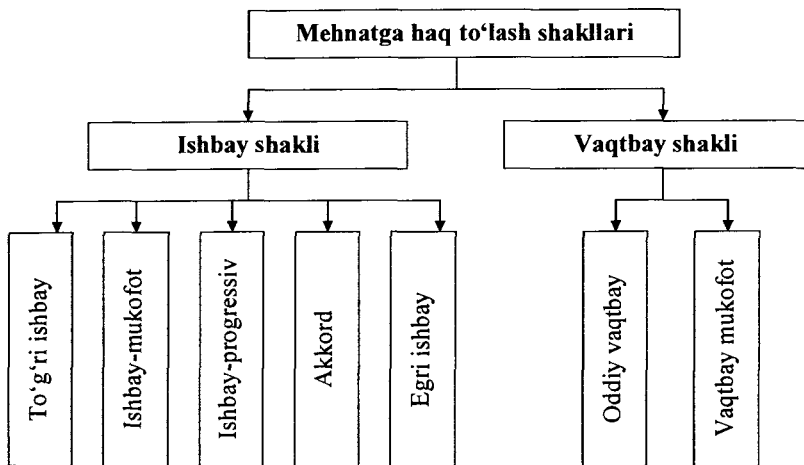 Mehnatga haq to‘lash shakllari
Ishbay shakli
Vaqtbay shakli
To‘g‘ri ishbay
Ishbay-mukofot
Ishbay-progressiv
Akkord
Egri ishbay
Oddiy vaqtbay
Vaqtbay mukofot